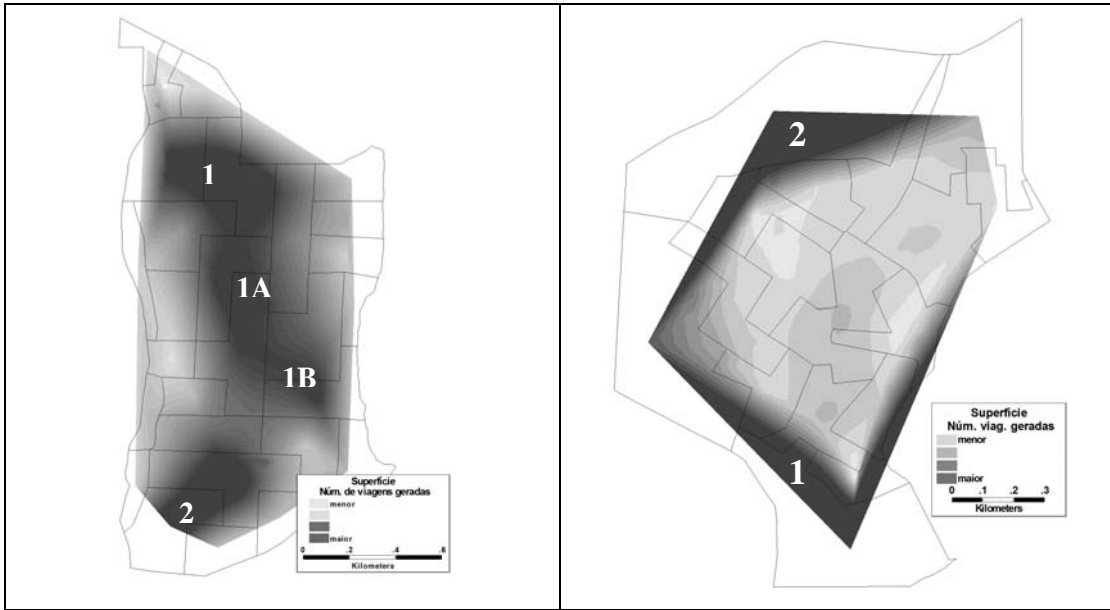 1
1A
1B
2
Superfície
Núm. de viagens geradas
menor
maior
0 .2 .4 .6
Kilometers
2
1
Superfície
Núm. viag. geradas
menor
maior
0 .1 .2 .3
Kilometers